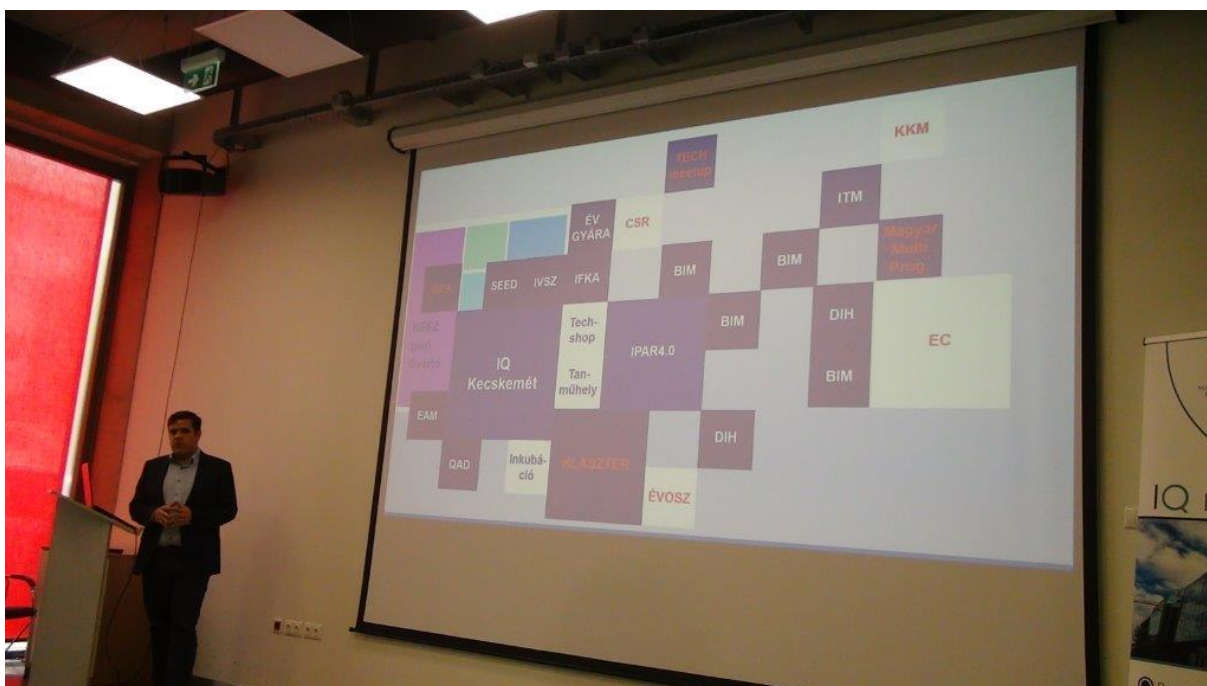 KKM
TECH
meetup
ITM
ÉV
GYÁRA
CSR
Magyar
Multi
Prog.
BIM
BIM
SEED
IVSZ
IFKA
BIM
DIH
EC
Tech-
shop
IPAR4.0
IQ
Kecskemét
Tan-
műhely
BIM
EAM
DIH
QAD
Inkubá-
ció
KLASZTER
ÉVOSZ
IQ